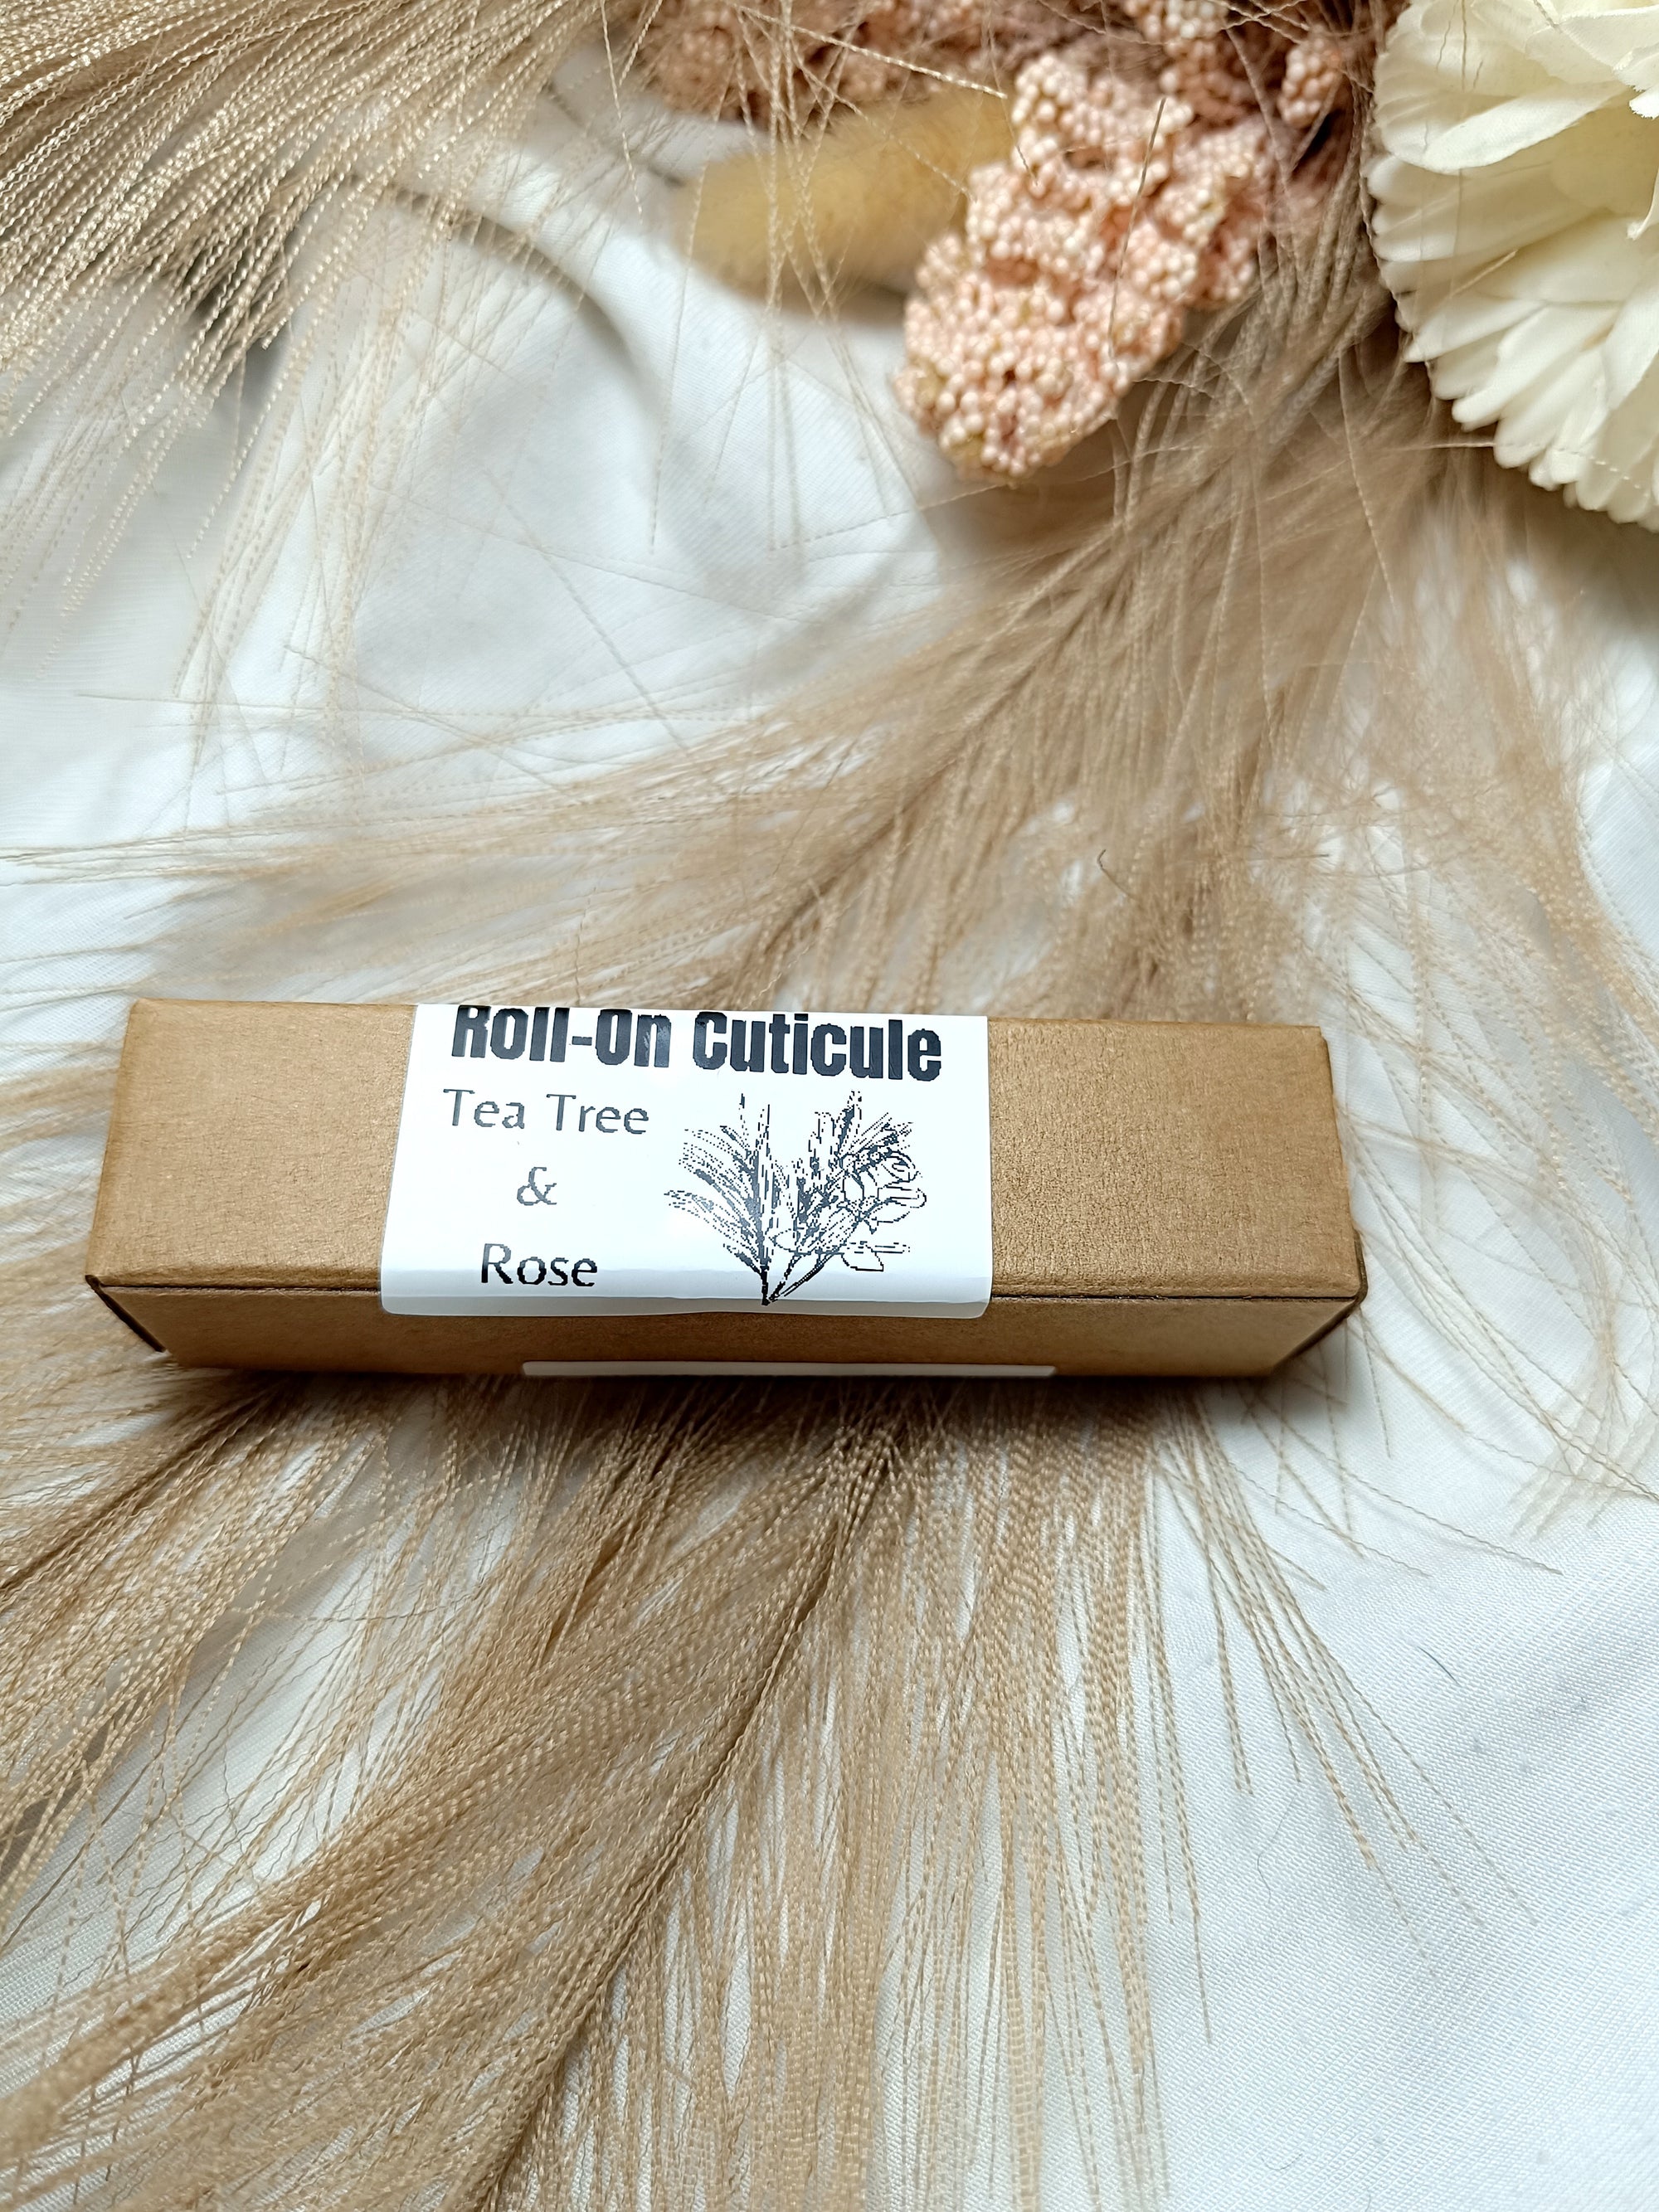 Roll-On Cuticule
Tea Tree
&
Rose